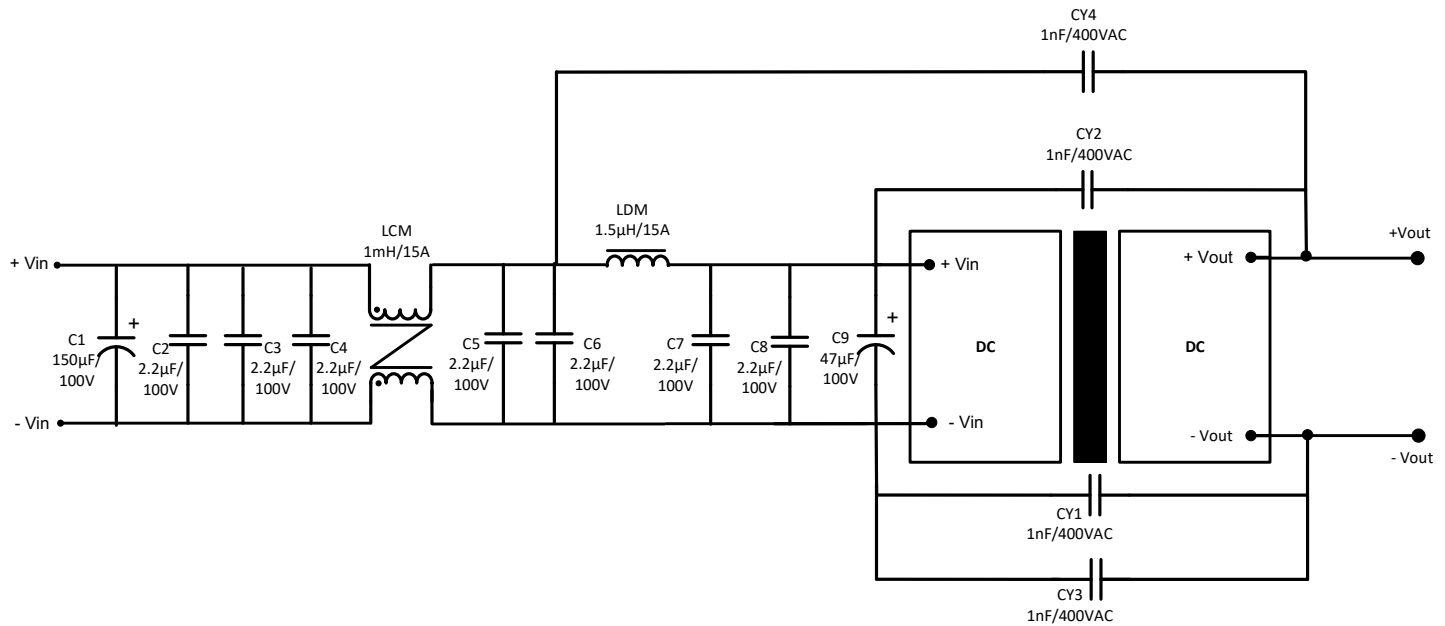 CY4
1nF/400VAC
CY2
1nF/400VAC
LCM
1mH/15A
LDM
1.5µH/15A
+ Vin
- Vin
C1
150µF/
100V
+
C2
2.2µF/
100V
C3
2.2µF/
100V
C4
2.2µF/
100V
C5
2.2µF/
100V
C6
2.2µF/
100V
C7
2.2µF/
100V
C8
2.2µF/
100V
C9
47µF/
100V
+
+ Vin
- Vin
DC
DC
+ Vout
- Vout
+Vout
- Vout
CY1
1nF/400VAC
CY3
1nF/400VAC